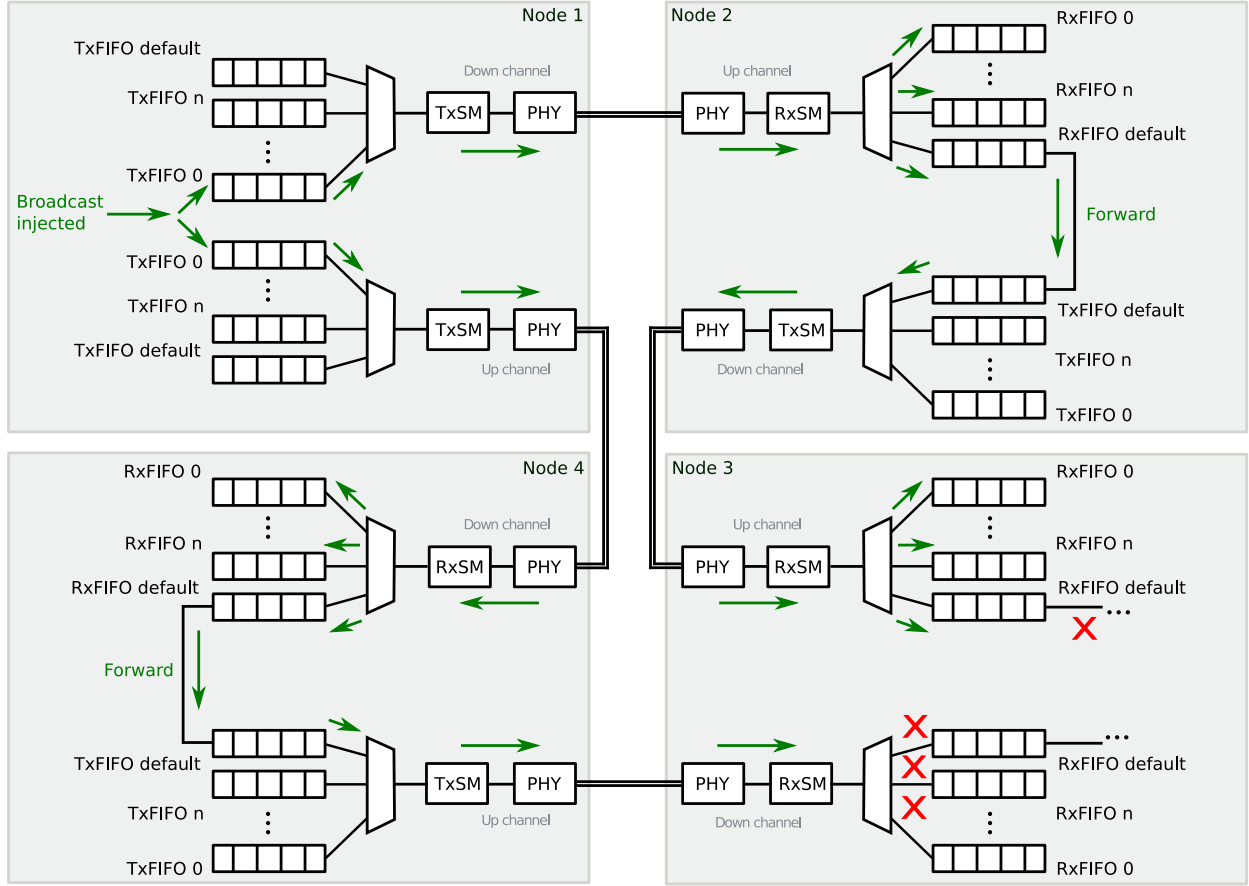 Node 1
TxFIFO default
TxFIFO n
TxFIFO 0
Down channel
TxSM
PHY
Broadcast
injected
TxFIFO 0
TxFIFO n
TxFIFO default
TxSM
PHY
Up channel
Node 2
RxFIFO 0
Up channel
PHY
RxSM
RxFIFO n
RxFIFO default
Forward
PHY
TxSM
Down channel
TxFIFO default
TxFIFO n
TxFIFO 0
Node 4
RxFIFO 0
RxFIFO n
RxFIFO default
Down channel
RxSM
PHY
Forward
TxFIFO default
TxFIFO n
TxFIFO 0
TxSM
PHY
Up channel
Node 3
RxFIFO 0
Up channel
PHY
RxSM
RxFIFO n
RxFIFO default
...
...
PHY
RxSM
Down channel
RxFIFO default
RxFIFO n
RxFIFO 0